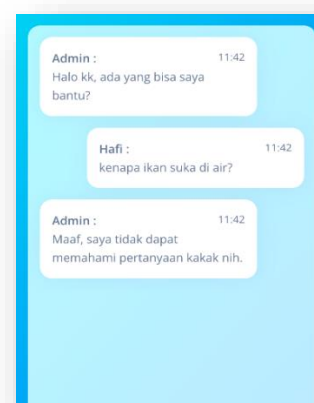 Admin : 11:42
Halo kk, ada yang bisa saya
bantu?
Hafi : 11:42
kenapa ikan suka di air?
Admin : 11:42
Maaf, saya tidak dapat
memahami pertanyaan kakak nih.